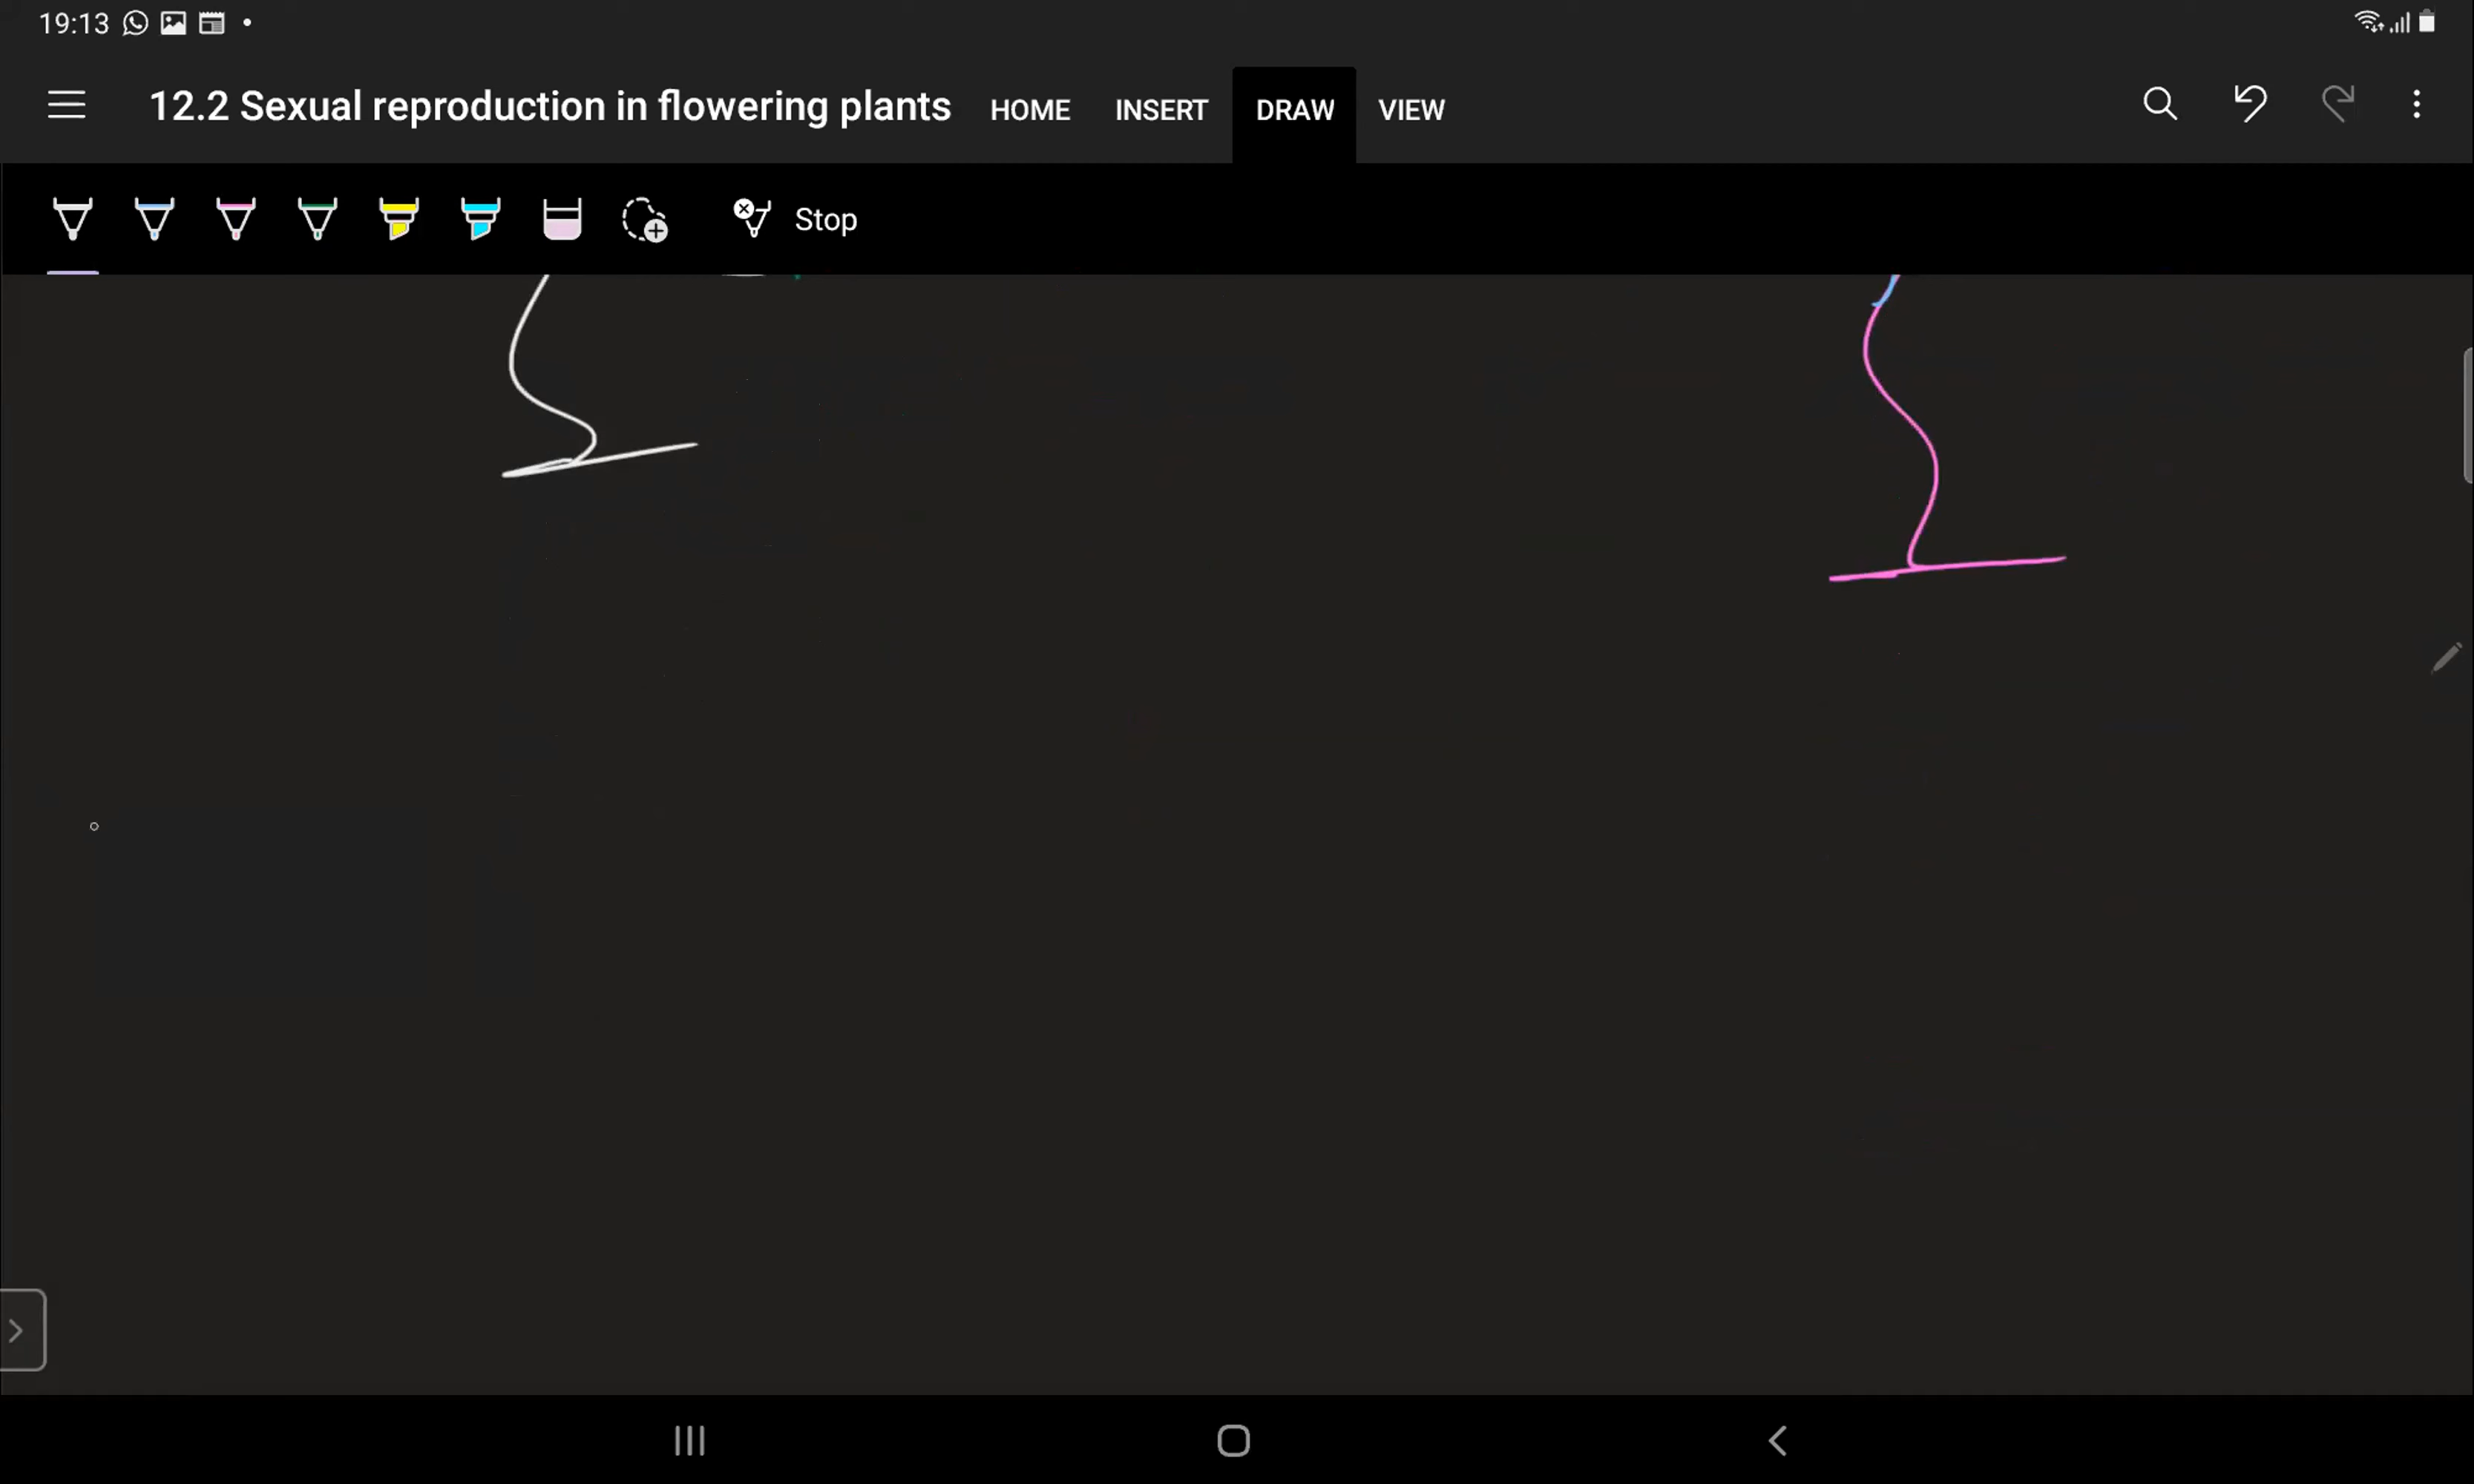 19:13
12.2 Sexual reproduction in flowering plants HOME INSERT DRAW VIEW
Stop